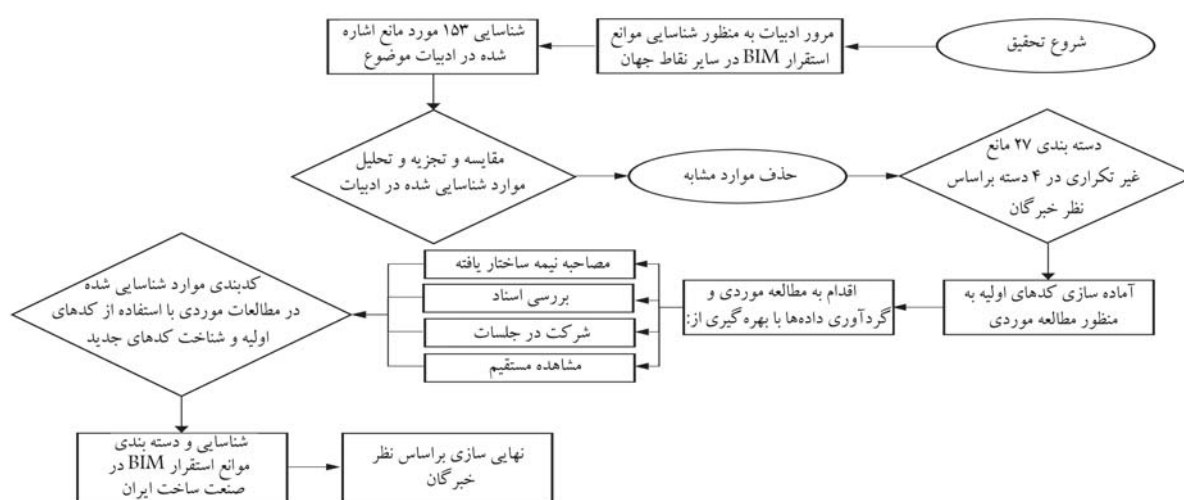 شروع تحقیق
مرور ادبیات به منظور شناسایی موانع
استقرار BIM در سایر نقاط جهان
شناسایی ۱۵۳ مورد مانع اشاره
شده در ادبیات موضوع
مقایسه و تجزیه و تحلیل
موارد شناسایی شده در ادبیات
حذف موارد مشابه
دسته بندی ۲۷ مانع
غیر تکراری در ۴ دسته براساس
نظر خبرگان
آماده سازی کدهای اولیه به
منظور مطالعه موردی
اقدام به مطالعه موردی و
گردآوری داده‌ها با بهره گیری از:
مصاحبه نیمه ساختار یافته
بررسی اسناد
شرکت در جلسات
مشاهده مستقیم
کدبندی موارد شناسایی شده
در مطالعات موردی با استفاده از کدهای
اولیه و شناخت کدهای جدید
شناسایی و دسته بندی
موانع استقرار BIM در
صنعت ساخت ایران
نهایی سازی براساس نظر
خبرگان